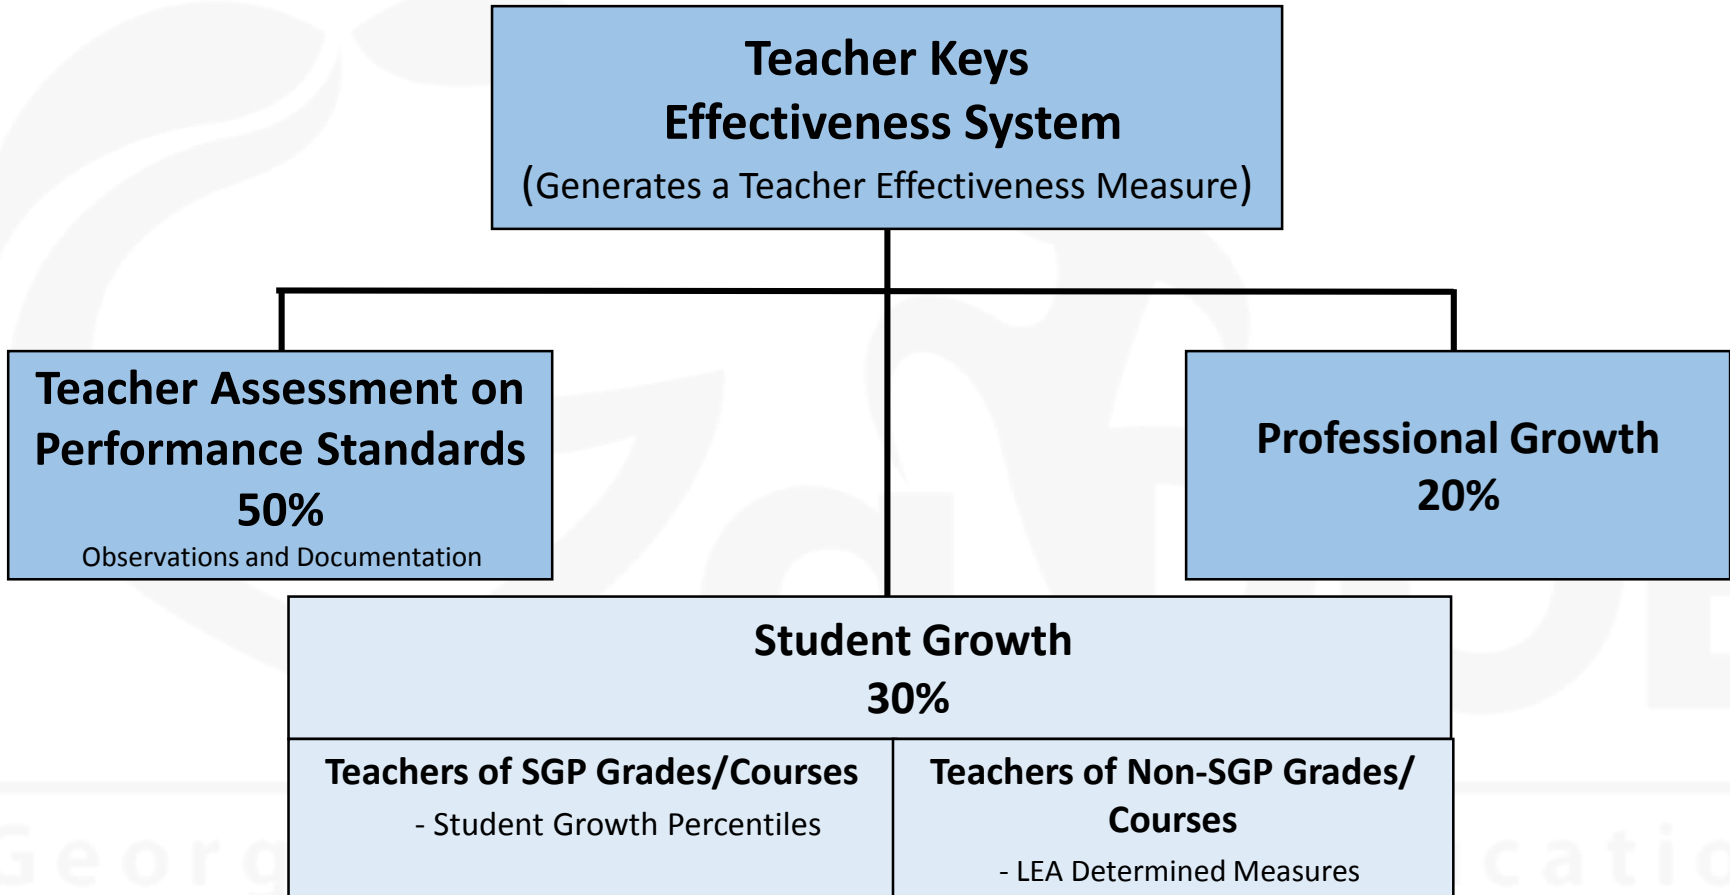 Teacher Keys
Effectiveness System
(Generates a Teacher Effectiveness Measure)
Teacher Assessment on
Performance Standards
50%
Observations and Documentation
Professional Growth
20%
Student Growth
30%
Teachers of SGP Grades/Courses
- Student Growth Percentiles
Teachers of Non-SGP Grades/
Courses
- LEA Determined Measures